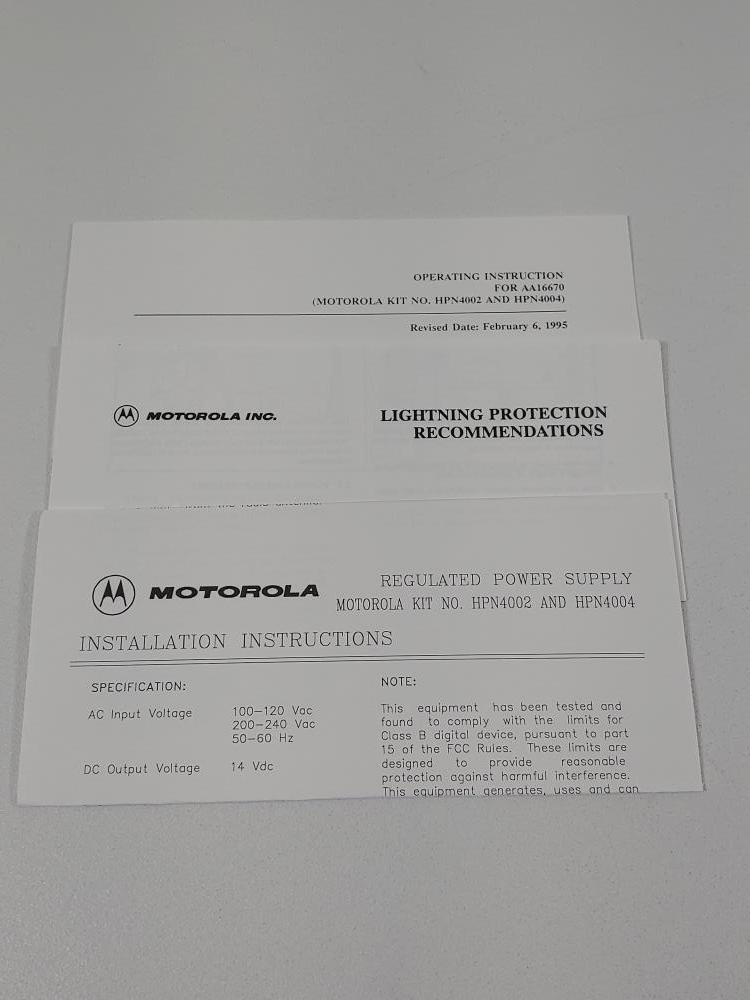 OPERATING INSTRUCTION
FOR AA16670
(MOTOROLA KIT NO. HPN4002 AND HPN4004)
Revised Date: February 6, 1995
MOTOROLA INC.
LIGHTNING PROTECTION
RECOMMENDATIONS
MOTOROLA
REGULATED POWER SUPPLY
MOTOROLA KIT NO. HPN4002 AND HPN4004
INSTALLATION INSTRUCTIONS
SPECIFICATION:
AC Input Voltage 100-120 Vac
200-240 Vac
50-60 Hz
DC Output Voltage 14 Vdc
NOTE:
This equipment has been tested and
found to comply with the limits for
Class B digital device, pursuant to part
15 of the FCC Rules. These limits are
designed to provide reasonable
protection against harmful interference.
This equipment generates, uses and can